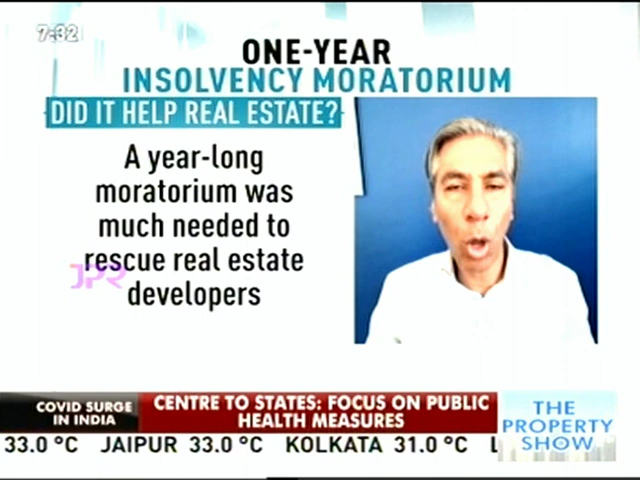 7:32
ONE-YEAR
INSOLVENCY MORATORIUM
DID IT HELP REAL ESTATE?
A year-long
moratorium was
much needed to
rescue real estate
developers
JPR
COVID SURGE
IN INDIA
CENTRE TO STATES: FOCUS ON PUBLIC
HEALTH MEASURES
THE
PROPERTY
SHOW
33.0 °C JAIPUR 33.0 °C KOLKATA 31.0 °C